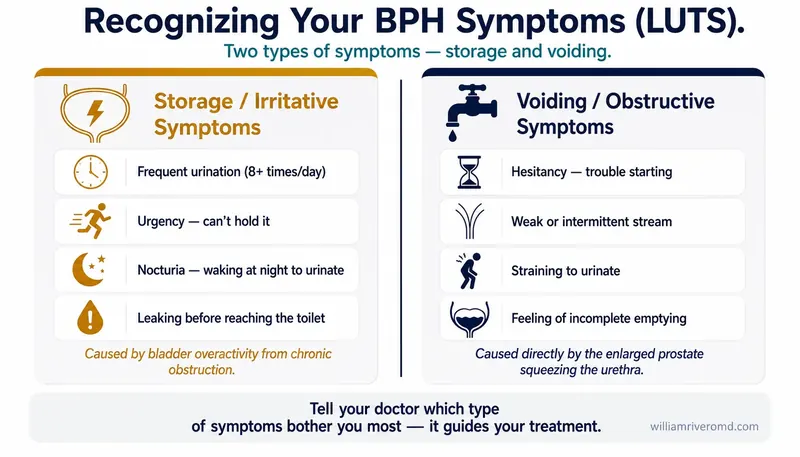 Recognizing Your BPH Symptoms (LUTS).
Two types of symptoms — storage and voiding.
Storage / Irritative
Symptoms
Frequent urination (8+ times/day)
Urgency — can't hold it
Nocturia — waking at night to urinate
Leaking before reaching the toilet
Caused by bladder overactivity from chronic
obstruction.
Voiding / Obstructive
Symptoms
Hesitancy — trouble starting
Weak or intermittent stream
Straining to urinate
Feeling of incomplete emptying
Caused directly by the enlarged prostate
squeezing the urethra.
Tell your doctor which type
of symptoms bother you most — it guides your treatment.
williamriveromd.com